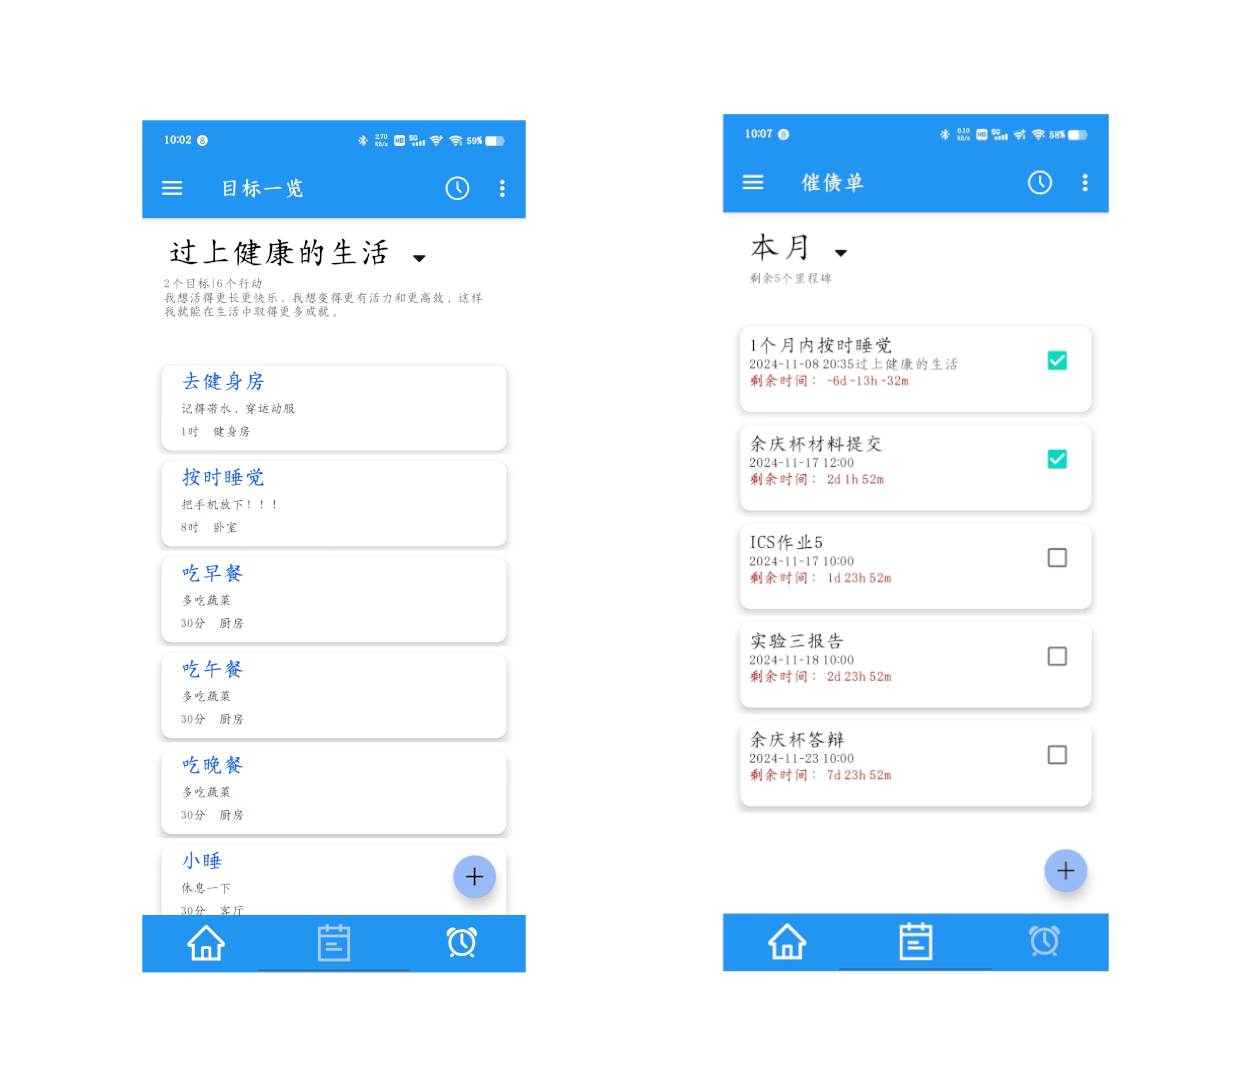 10:02 8 2.70 KB/s HD 5G 59%
目标一览
过上健康的生活
2个目标|6个行动
我想活得更长更快乐，我想变得更有活力和更高效，这样
我就能在生活中取得更多成就。
去健身房
记得带水，穿运动服
1时 健身房
按时睡觉
把手机放下！！！
8时 卧室
吃早餐
多吃蔬菜
30分 厨房
吃午餐
多吃蔬菜
30分 厨房
吃晚餐
多吃蔬菜
30分 厨房
小睡
休息一下
30分 客厅
10:07 8 0.10 KB/s HD 5G 58%
催债单
本月
剩余5个里程碑
1个月内按时睡觉
2024-11-08 20:35过上健康的生活
剩余时间： -6d -13h -32m
余庆杯材料提交
2024-11-17 12:00
剩余时间： 2d 1h 52m
ICS作业5
2024-11-17 10:00
剩余时间： 1d 23h 52m
实验三报告
2024-11-18 10:00
剩余时间： 2d 23h 52m
余庆杯答辩
2024-11-23 10:00
剩余时间： 7d 23h 52m